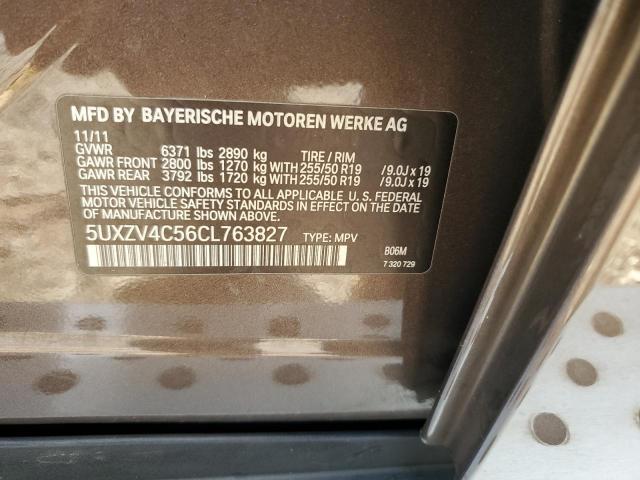 MFD BY BAYERISCHE MOTOREN WERKE AG
11/11
GVWR 6371 lbs 2890 kg TIRE / RIM
GAWR FRONT 2800 lbs 1270 kg WITH 255/50 R19 /9.0J x 19
GAWR REAR 3792 lbs 1720 kg WITH 255/50 R19 /9.0J x 19
THIS VEHICLE CONFORMS TO ALL APPLICABLE U. S. FEDERAL
MOTOR VEHICLE SAFETY STANDARDS IN EFFECT ON THE
DATE OF MANUFACTURE SHOWN ABOVE.
5UXZV4C56CL763827 TYPE: MPV
B06M
7 320 729